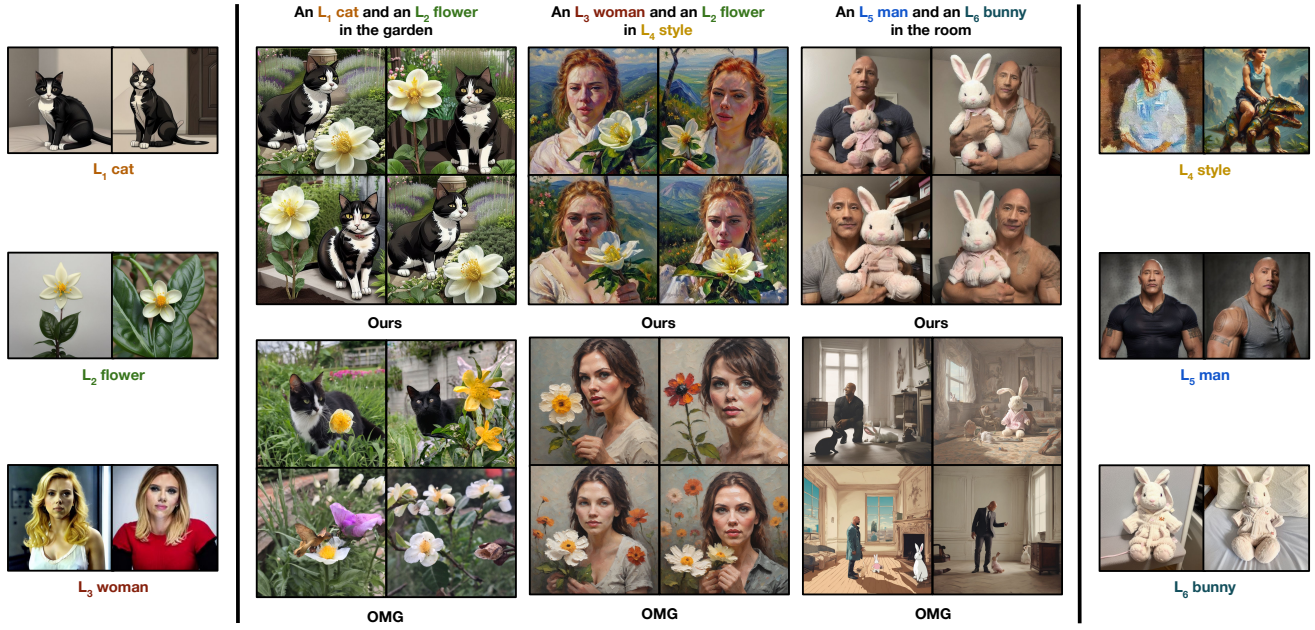 An L₁ cat and an L₂ flower
in the garden
An L₃ woman and an L₂ flower
in L₄ style
An L₅ man and an L₆ bunny
in the room
L₁ cat
L₂ flower
L₃ woman
Ours
Ours
Ours
OMG
OMG
OMG
L₄ style
L₅ man
L₆ bunny